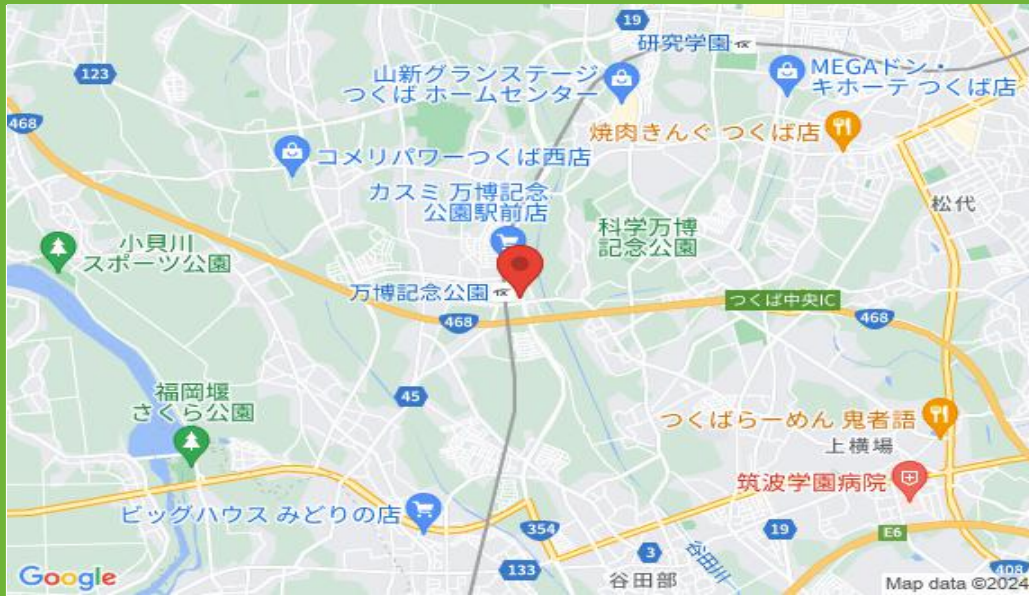 19
研究学園
123
山新グランステージ
つくば ホームセンター
MEGAドン・
キホーテ つくば店
468
焼肉きんぐ つくば店
コメリパワーつくば西店
カスミ 万博記念
公園駅前店
松代
科学万博
記念公園
小貝川
スポーツ公園
万博記念公園
つくば中央IC
468
468
福岡堰
さくら公園
45
つくばらーめん 鬼者語
上横場
筑波学園病院
ビッグハウス みどりの店
354
19
E6
3
谷田川
133
谷田部
408
Google
Map data ©2024